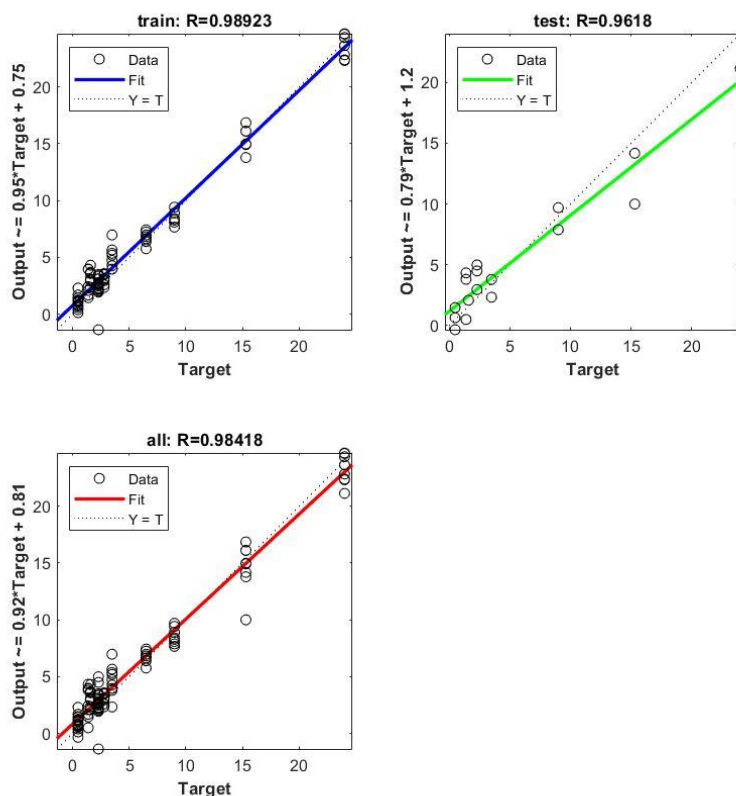 train: R=0.98923
Output ~= 0.95*Target + 0.75
20
15
10
5
0
Data
Fit
Y = T
0 5 10 15 20
Target
test: R=0.9618
Output ~= 0.79*Target + 1.2
20
15
10
5
0
Data
Fit
Y = T
0 5 10 15 20
Target
all: R=0.98418
Output ~= 0.92*Target + 0.81
20
15
10
5
0
Data
Fit
Y = T
0 5 10 15 20
Target